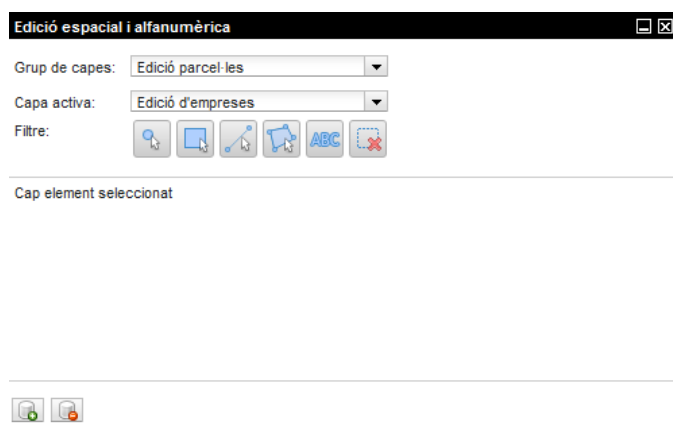 Edició espacial i alfanumèrica
Grup de capes: Edició parcel·les
Capa activa: Edició d'empreses
Filtre: ABC
Cap element seleccionat